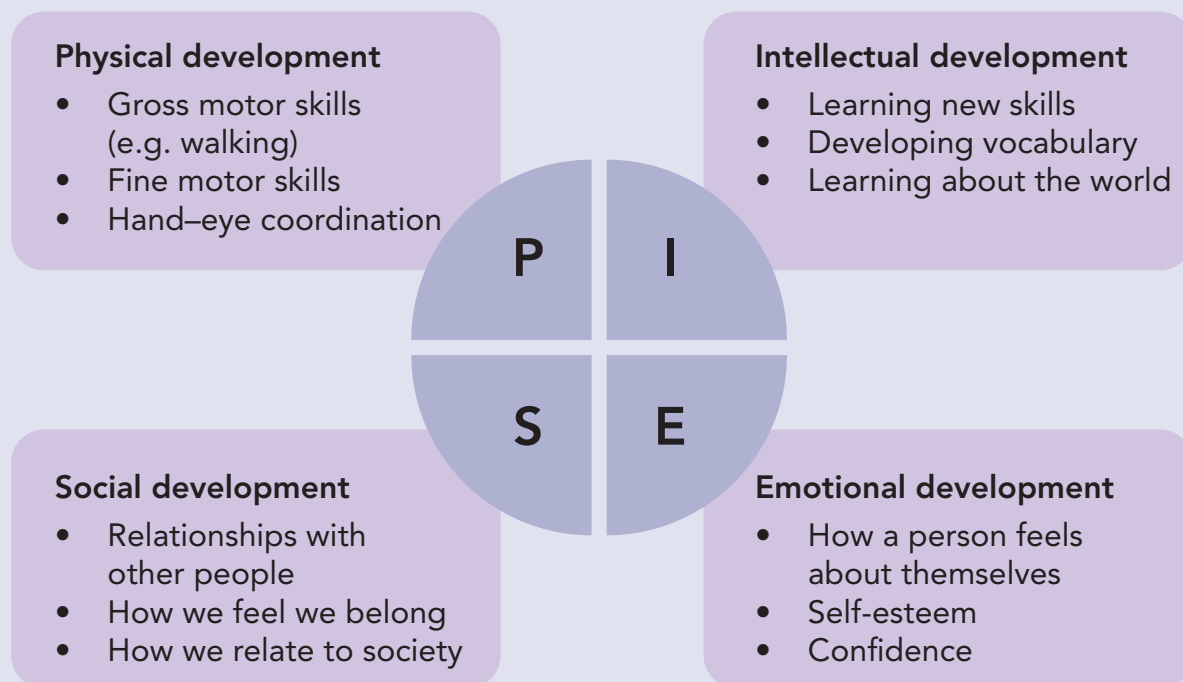 Physical development
• Gross motor skills
(e.g. walking)
• Fine motor skills
• Hand–eye coordination
Intellectual development
• Learning new skills
• Developing vocabulary
• Learning about the world
P
I
S
E
Social development
• Relationships with
other people
• How we feel we belong
• How we relate to society
Emotional development
• How a person feels
about themselves
• Self-esteem
• Confidence